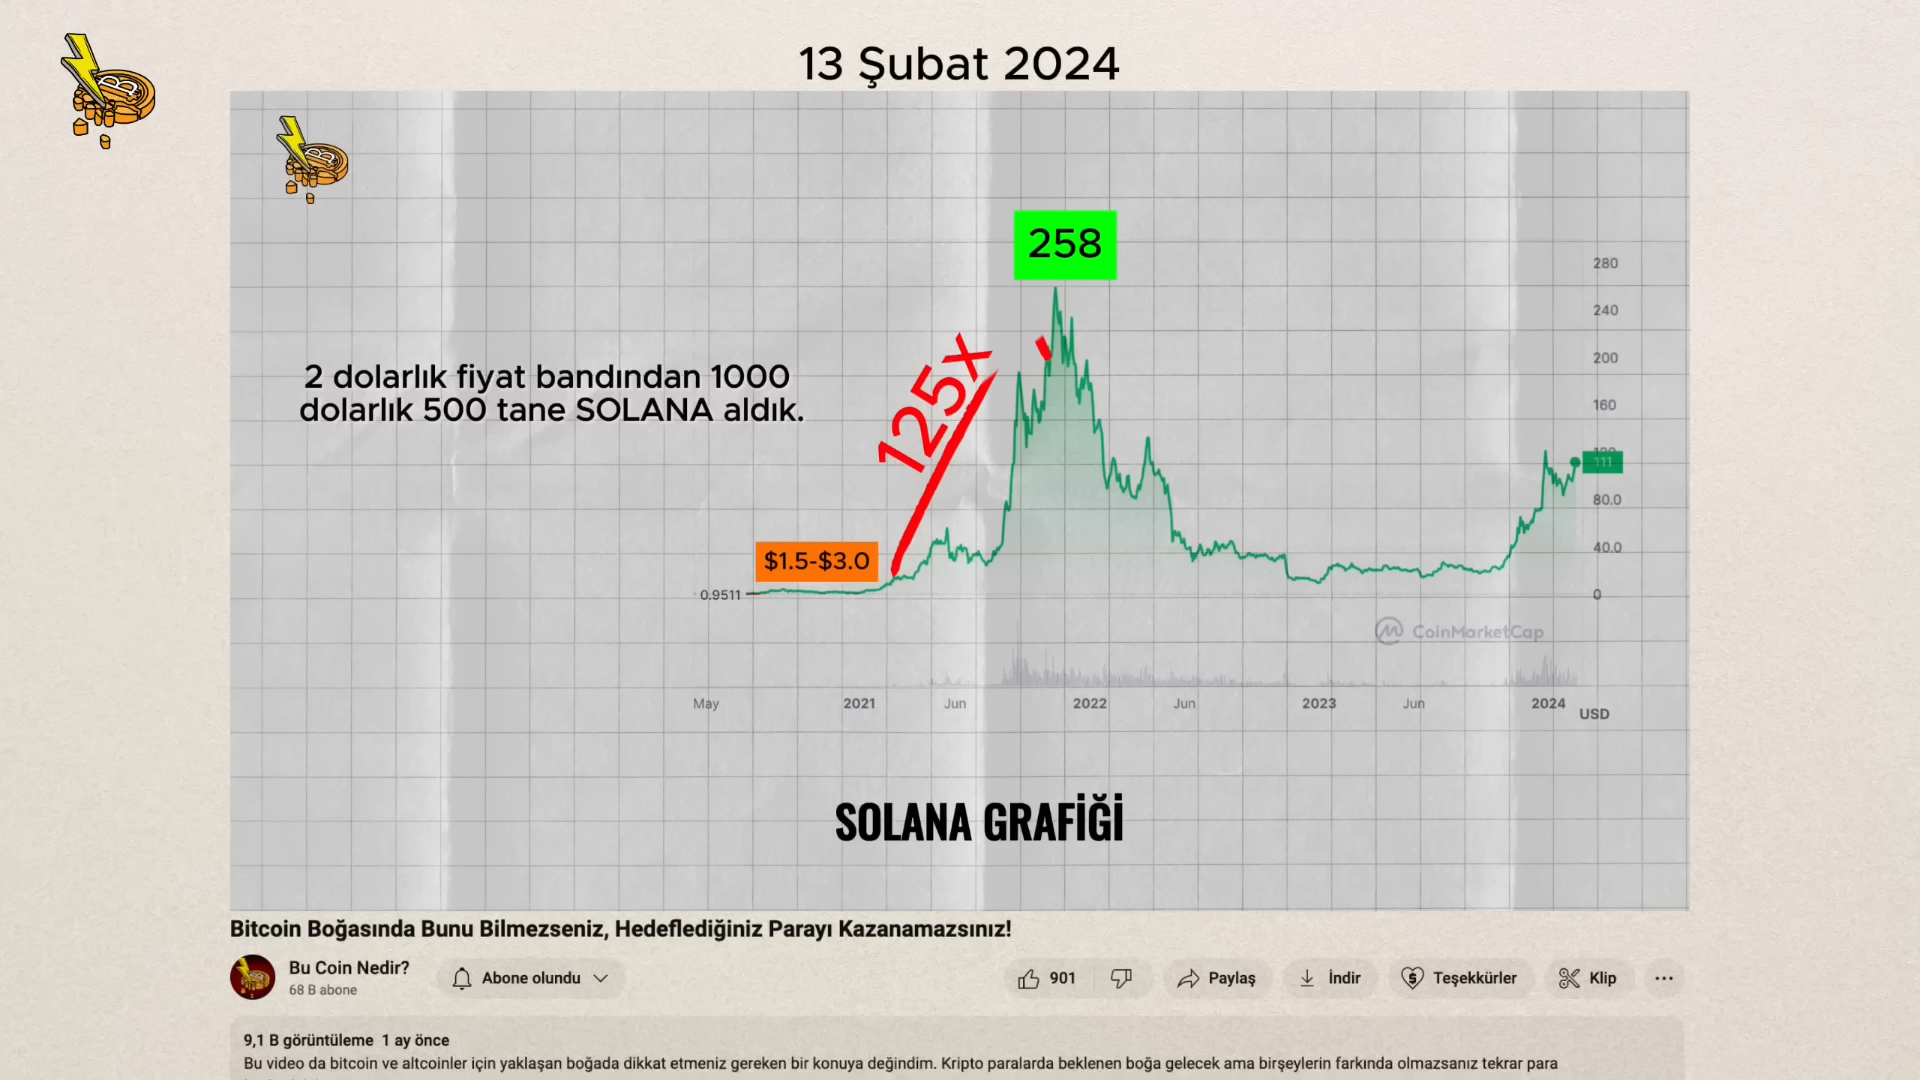 13 Şubat 2024
258
280
240
2 dolarlık fiyat bandından 1000
dolarlık 500 tane SOLANA aldık.
125x
200
160
120
111
80.0
$1.5-$3.0
40.0
0.9511
0
CoinMarketCap
May 2021 Jun 2022 Jun 2023 Jun 2024
USD
SOLANA GRAFİĞİ
Bitcoin Boğasında Bunu Bilmezseniz, Hedeflediğiniz Parayı Kazanamazsınız!
Bu Coin Nedir?
68 B abone
Abone olundu
901
Paylaş
İndir
Teşekkürler
Klip
9,1 B görüntüleme 1 ay önce
Bu video da bitcoin ve altcoinler için yaklaşan boğada dikkat etmeniz gereken bir konuya değindim. Kripto paralarda beklenen boğa gelecek ama birşeylerin farkında olmazsanız tekrar para